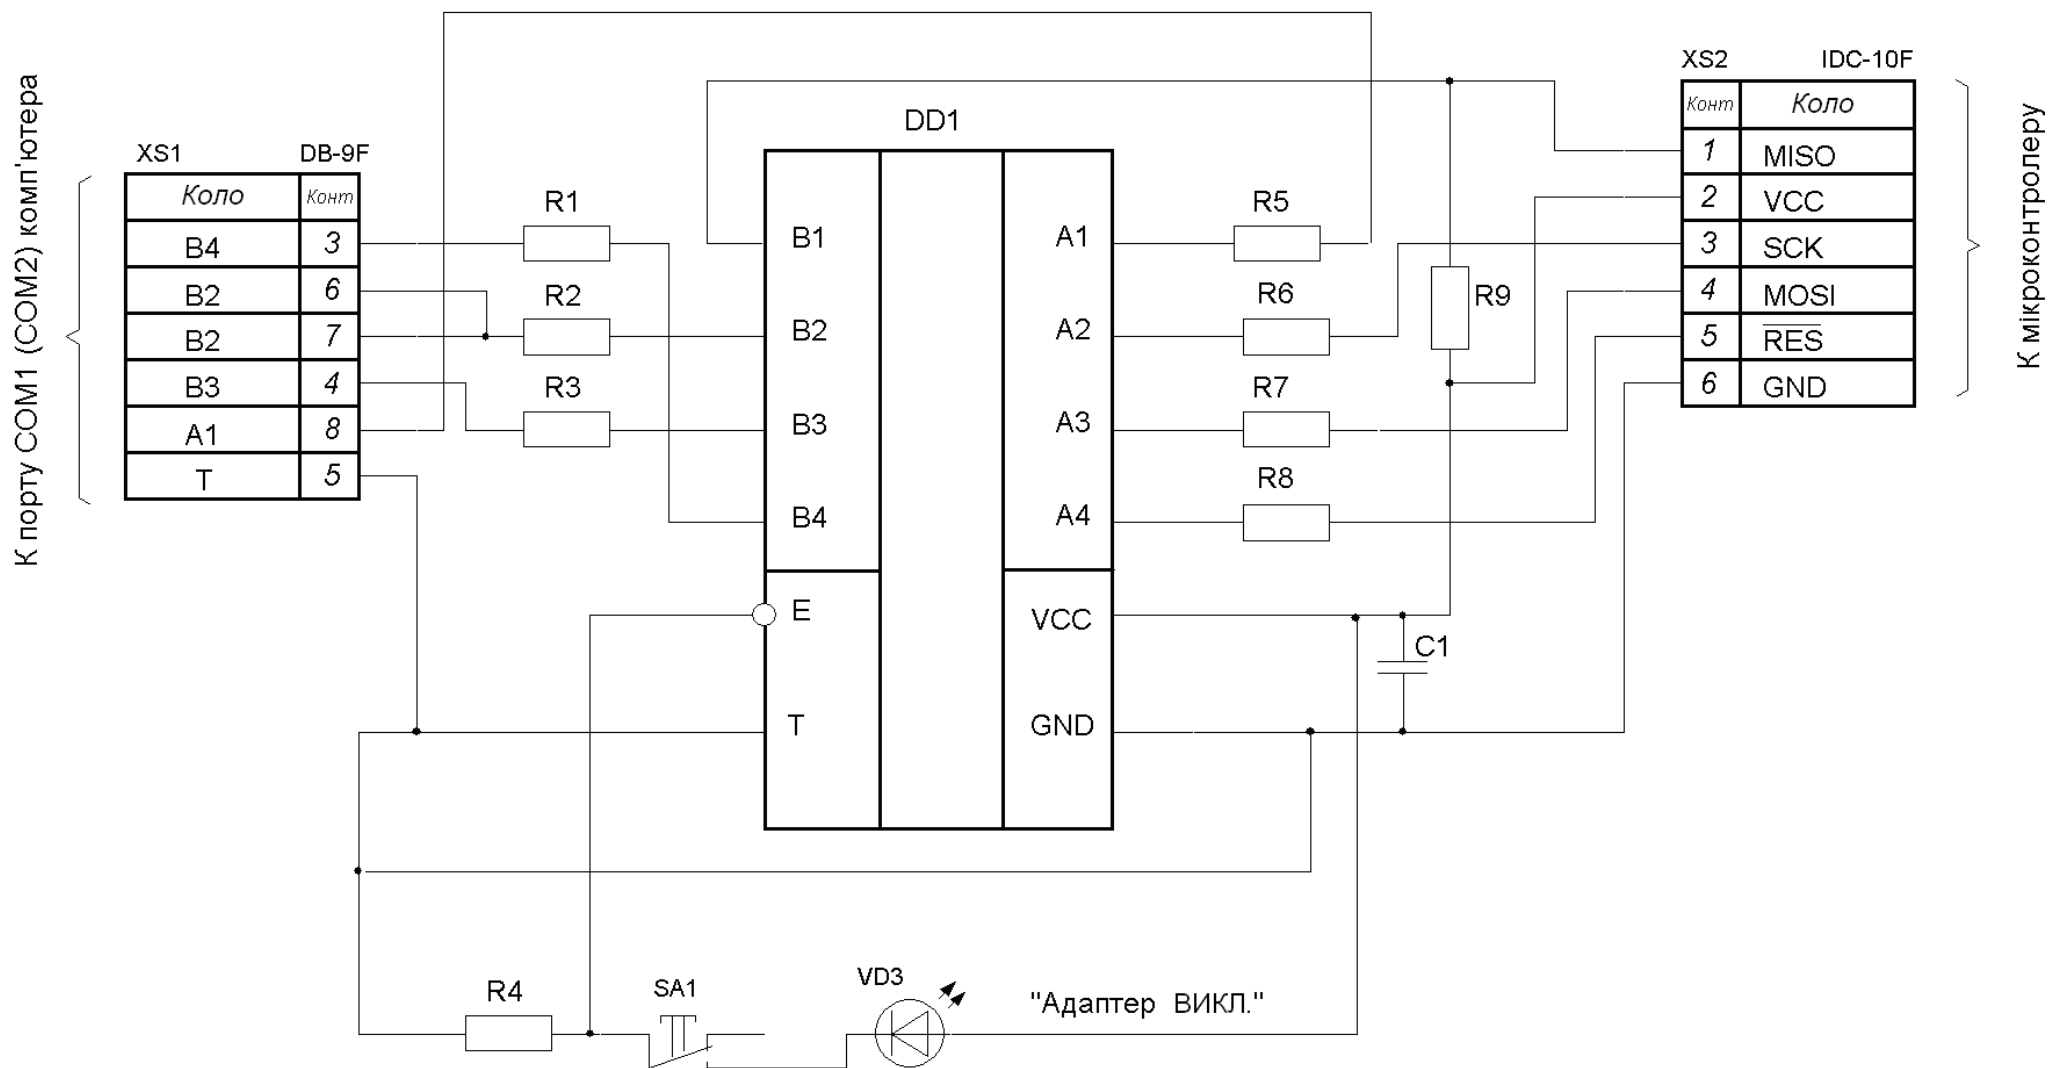 К порту COM1 (COM2) комп'ютера
XS1 DB-9F
Коло Конт
B4 3
B2 6
B2 7
B3 4
A1 8
T 5
R1
R2
R3
DD1
B1 A1
B2 A2
B3 A3
B4 A4
E VCC
T GND
R5
R6
R7
R8
R9
C1
XS2 IDC-10F
Конт Коло
1 MISO
2 VCC
3 SCK
4 MOSI
5 RES
6 GND
К мікроконтролеру
R4
SA1
VD3
"Адаптер ВИКЛ."